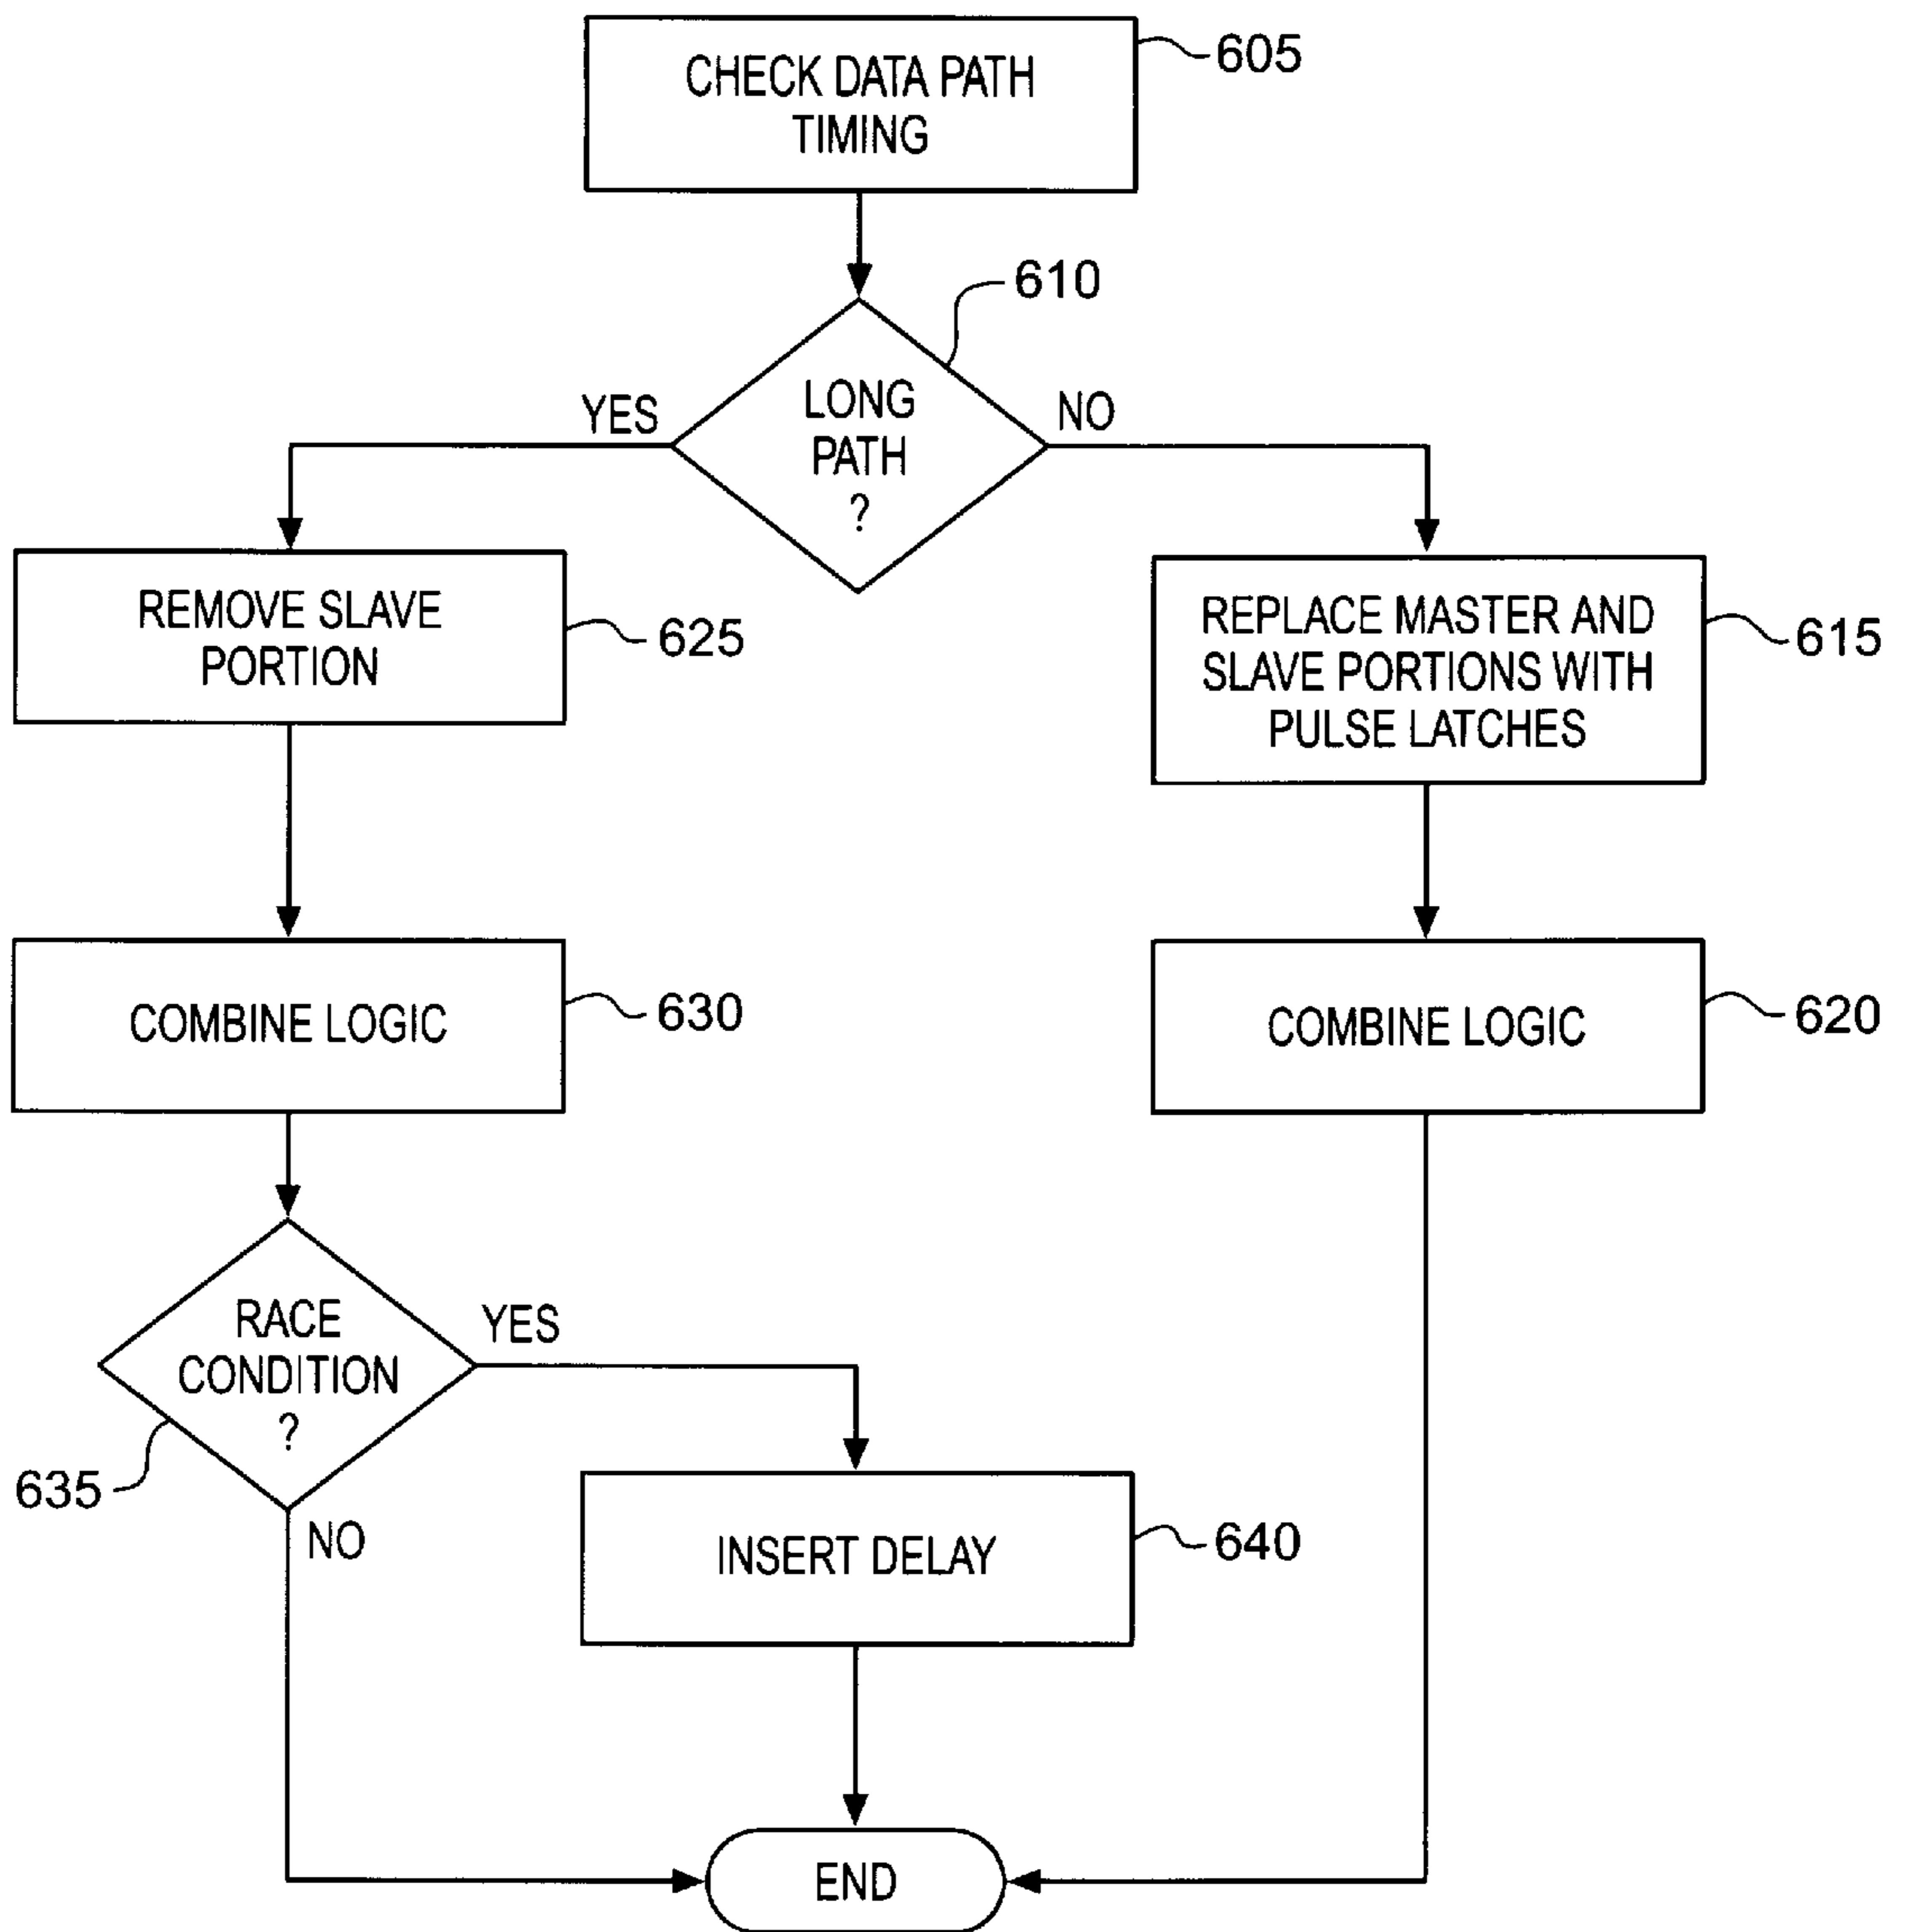 CHECK DATA PATH
TIMING
605
610
LONG
PATH
?
YES
NO
REMOVE SLAVE
PORTION
625
REPLACE MASTER AND
SLAVE PORTIONS WITH
PULSE LATCHES
615
COMBINE LOGIC
630
COMBINE LOGIC
620
RACE
CONDITION
?
YES
635
NO
INSERT DELAY
640
END